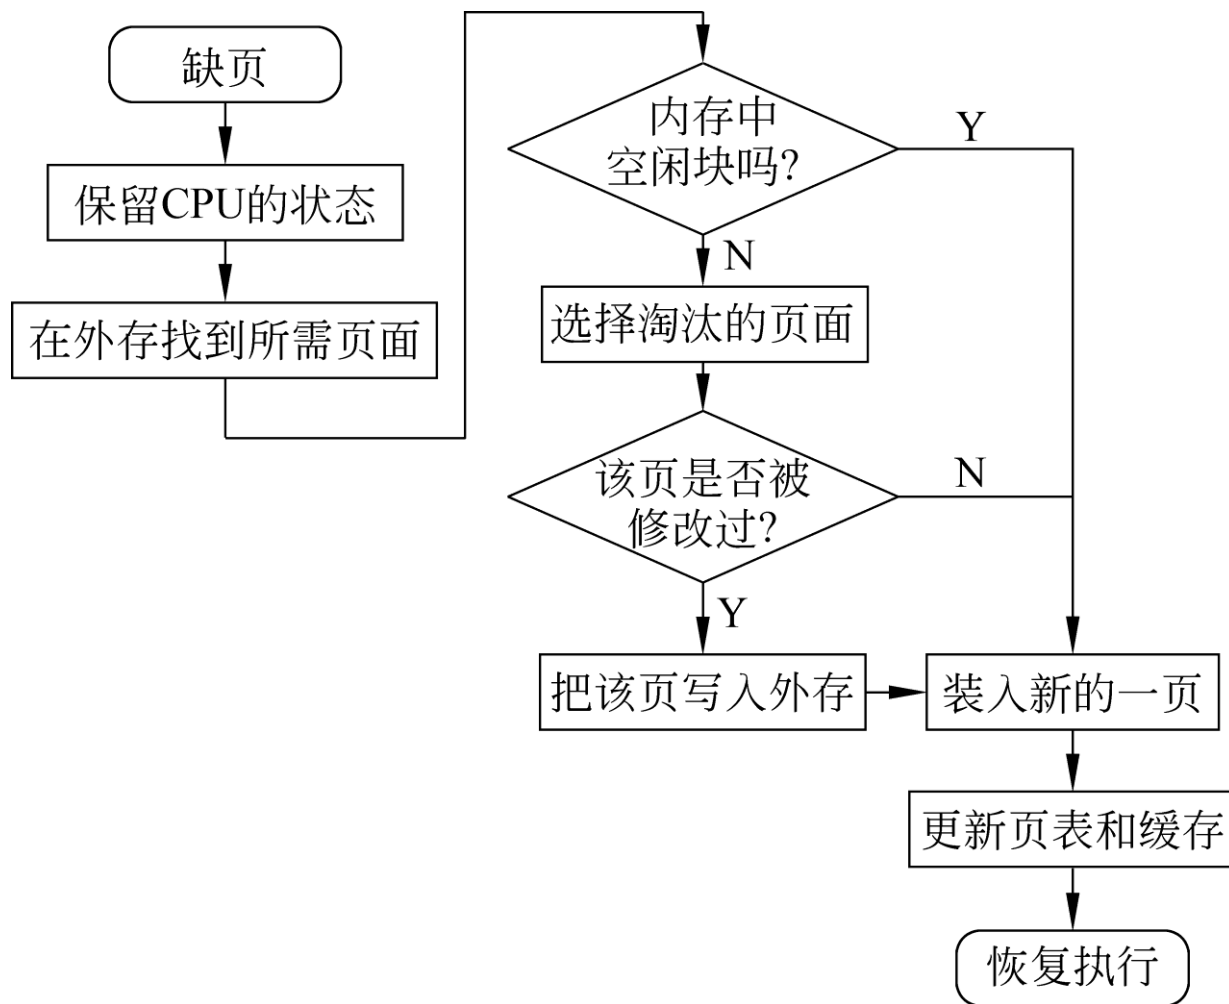 缺页
保留CPU的状态
在外存找到所需页面
内存中
空闲块吗?
Y
N
选择淘汰的页面
该页是否被
修改过?
N
Y
把该页写入外存
装入新的一页
更新页表和缓存
恢复执行